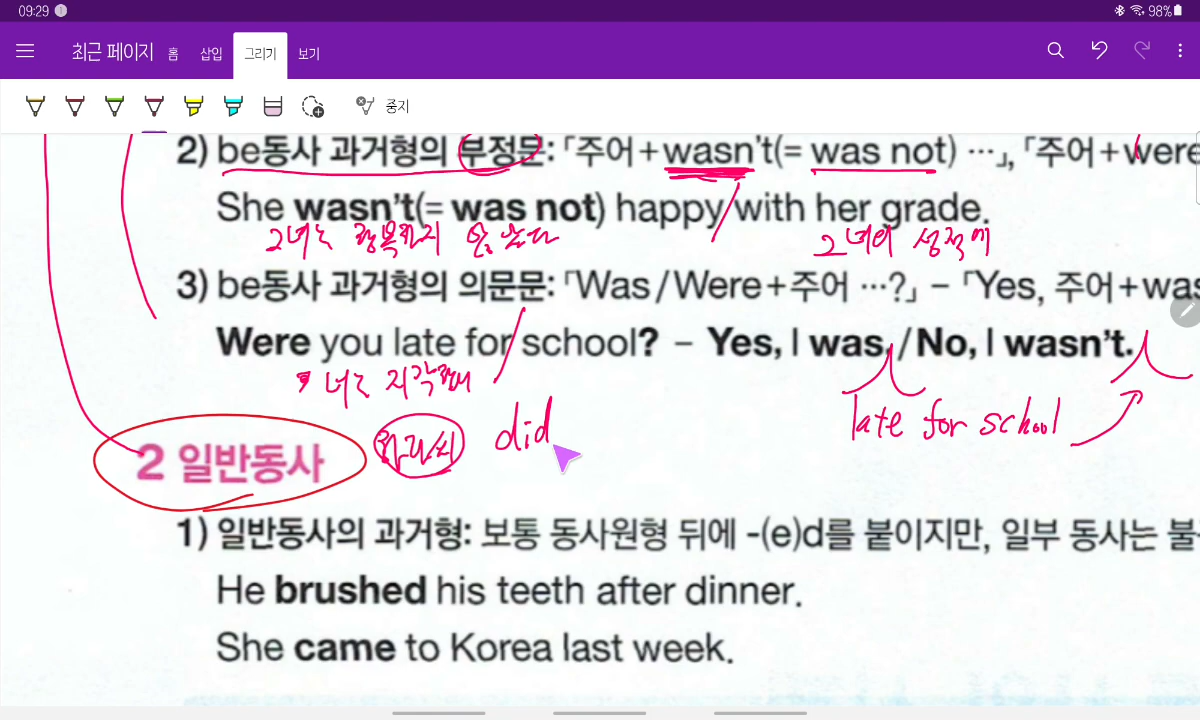 09:29
98%
최근 페이지 홈 삽입 그리기 보기
중지
2) be동사 과거형의 부정문: 「주어+wasn't(= was not) …」, 「주어+were
She wasn't(= was not) happy with her grade.
그녀는 행복하지 않았다 그녀의 성적에
3) be동사 과거형의 의문문: 「Was/Were+주어 …?」 – 「Yes, 주어+was
Were you late for school? – Yes, I was. / No, I wasn't.
너는 지각했니
late for school
2 일반동사 did
1) 일반동사의 과거형: 보통 동사원형 뒤에 -(e)d를 붙이지만, 일부 동사는 불
He brushed his teeth after dinner.
She came to Korea last week.